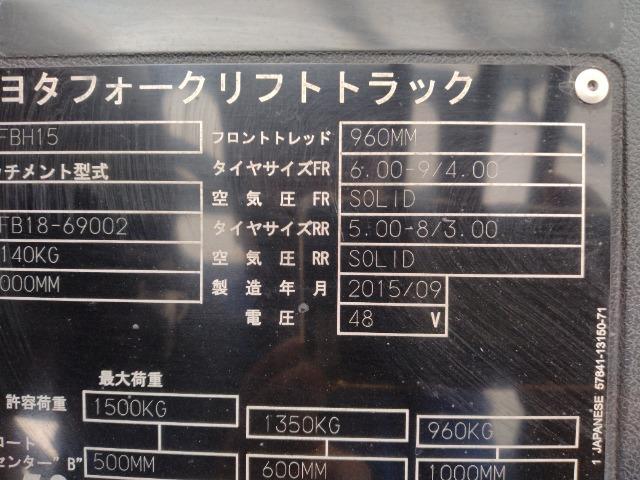 ヨタフォークリフトトラック
FBH15 フロントトレッド 960MM
ッチメント型式 タイヤサイズFR 6.00-9/4.00
空気圧 FR SOLID
FB18-69002 タイヤサイズRR 5.00-8/3.00
140KG 空気圧 RR SOLID
000MM 製造年月 2015/09
電圧 48 V
最大荷重
許容荷重 1500KG 1350KG 960KG
ロート
センター"B" 500MM 600MM 1000MM
1 JAPANESE 57841-13150-71